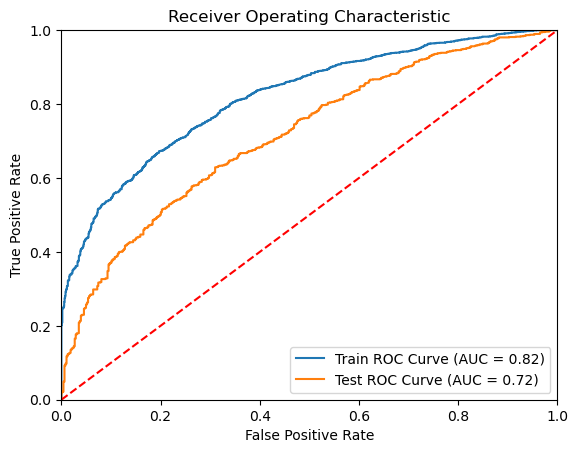 Receiver Operating Characteristic
1.0
0.8
0.6
0.4
0.2
0.0
True Positive Rate
Train ROC Curve (AUC = 0.82)
Test ROC Curve (AUC = 0.72)
0.0 0.2 0.4 0.6 0.8 1.0
False Positive Rate